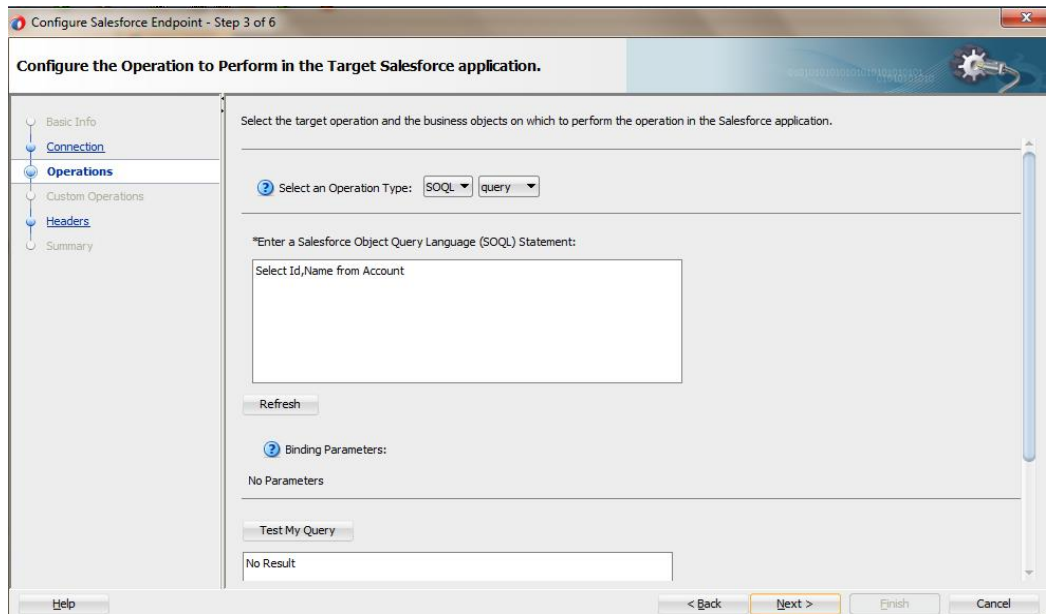 Configure Salesforce Endpoint - Step 3 of 6
Configure the Operation to Perform in the Target Salesforce application.
Basic Info
Connection
Operations
Custom Operations
Headers
Summary
Select the target operation and the business objects on which to perform the operation in the Salesforce application.
? Select an Operation Type: SOQL query
*Enter a Salesforce Object Query Language (SOQL) Statement:
Select Id,Name from Account
Refresh
? Binding Parameters:
No Parameters
Test My Query
No Result
Help < Back Next > Finish Cancel